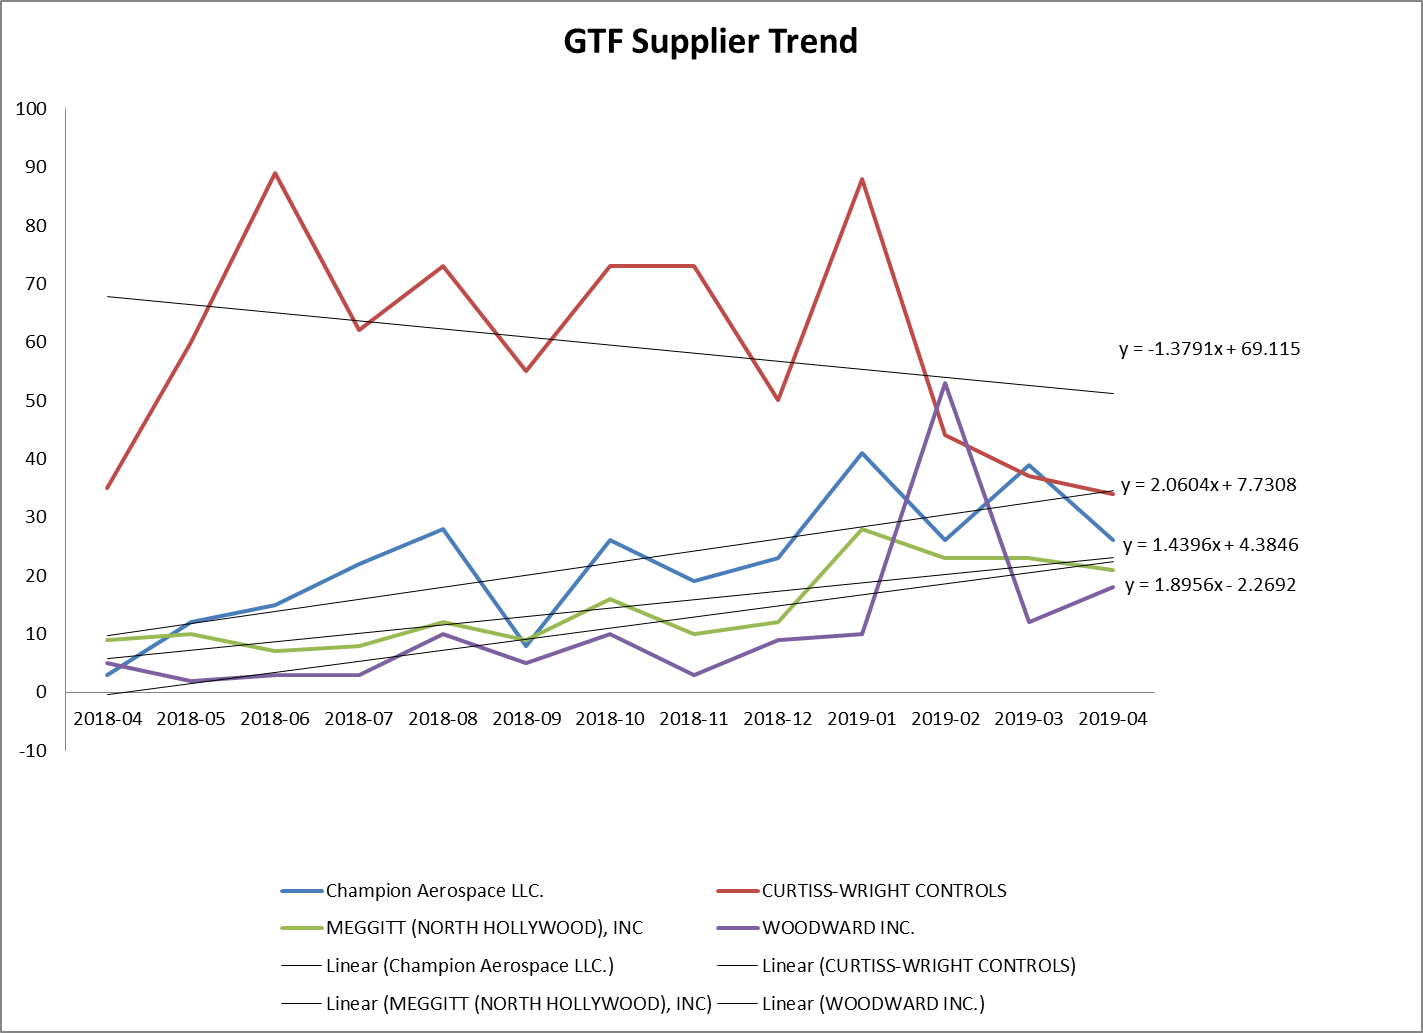 GTF Supplier Trend
100
90
80
70
60
50
40
30
20
10
0
-10
y = -1.3791x + 69.115
y = 2.0604x + 7.7308
y = 1.4396x + 4.3846
y = 1.8956x - 2.2692
2018-04 2018-05 2018-06 2018-07 2018-08 2018-09 2018-10 2018-11 2018-12 2019-01 2019-02 2019-03 2019-04
Champion Aerospace LLC. CURTISS-WRIGHT CONTROLS
MEGGITT (NORTH HOLLYWOOD), INC WOODWARD INC.
Linear (Champion Aerospace LLC.) Linear (CURTISS-WRIGHT CONTROLS)
Linear (MEGGITT (NORTH HOLLYWOOD), INC) Linear (WOODWARD INC.)